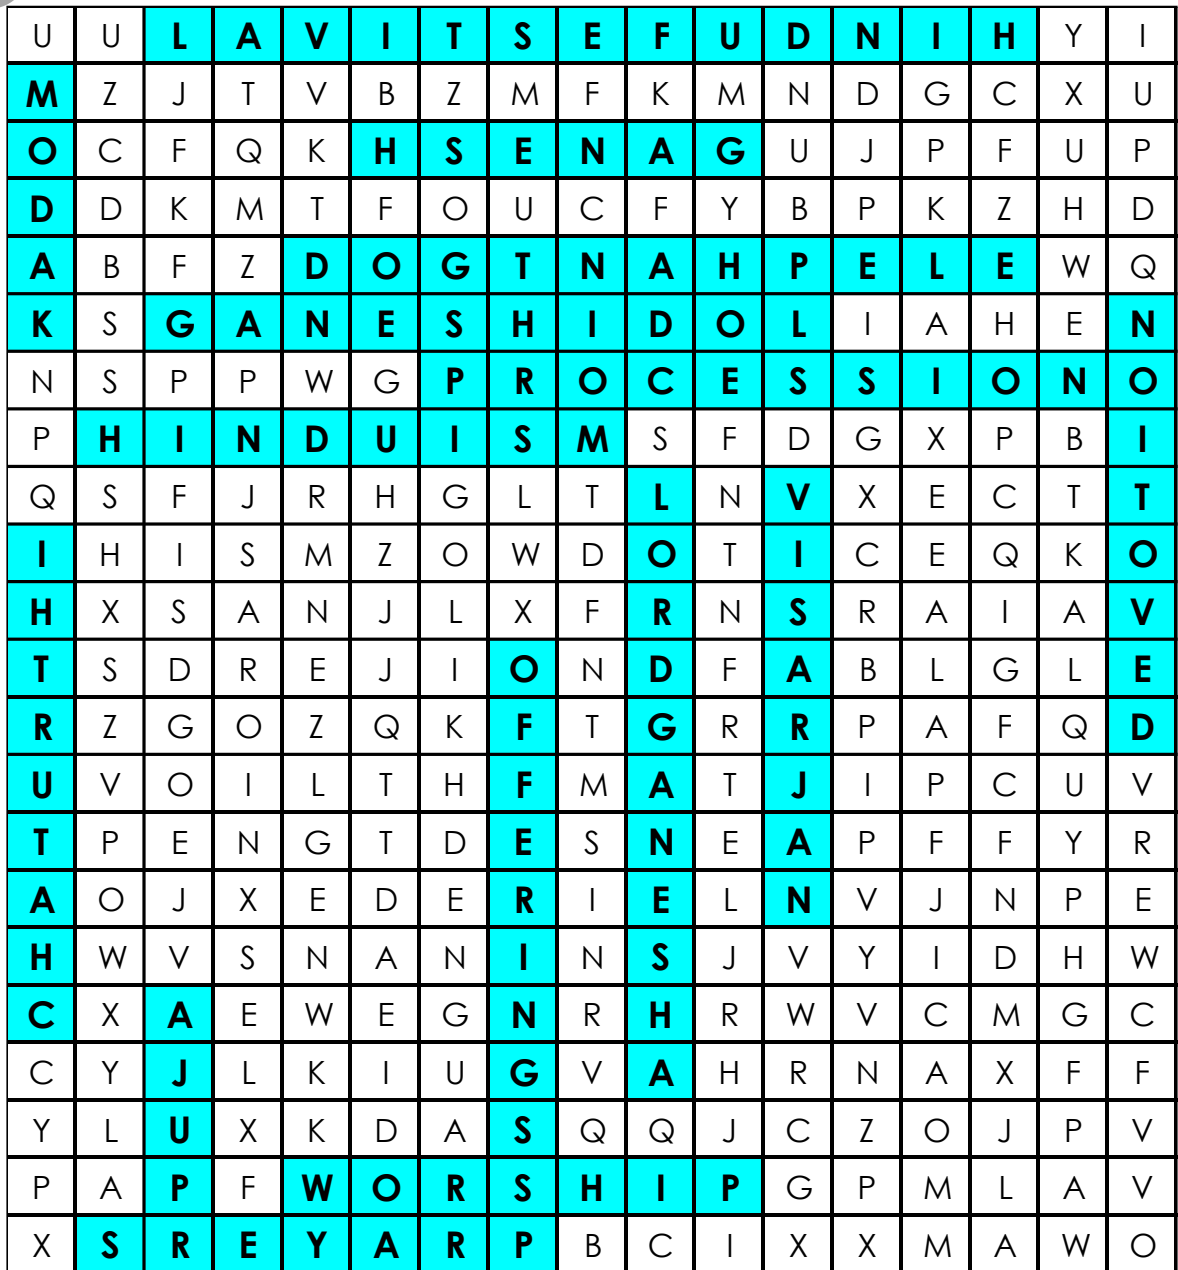 U U L A V I T S E F U D N I H Y I
M Z J T V B Z M F K M N D G C X U
O C F Q K H S E N A G U J P F U P
D D K M T F O U C F Y B P K Z H D
A B F Z D O G T N A H P E L E W Q
K S G A N E S H I D O L I A H E N
N S P P W G P R O C E S S I O N O
P H I N D U I S M S F D G X P B I
Q S F J R H G L T L N V X E C T T
I H I S M Z O W D O T I C E Q K O
H X S A N J L X F R N S R A I A V
T S D R E J I O N D F A B L G L E
R Z G O Z Q K F T G R R P A F Q D
U V O I L T H F M A T J I P C U V
T P E N G T D E S N E A P F F Y R
A O J X E D E R I E L N V J N P E
H W V S N A N I N S J V Y I D H W
C X A E W E G N R H R W V C M G C
C Y J L K I U G V A H R N A X F F
Y L U X K D A S Q Q J C Z O J P V
P A P F W O R S H I P G P M L A V
X S R E Y A R P B C I X X M A W O